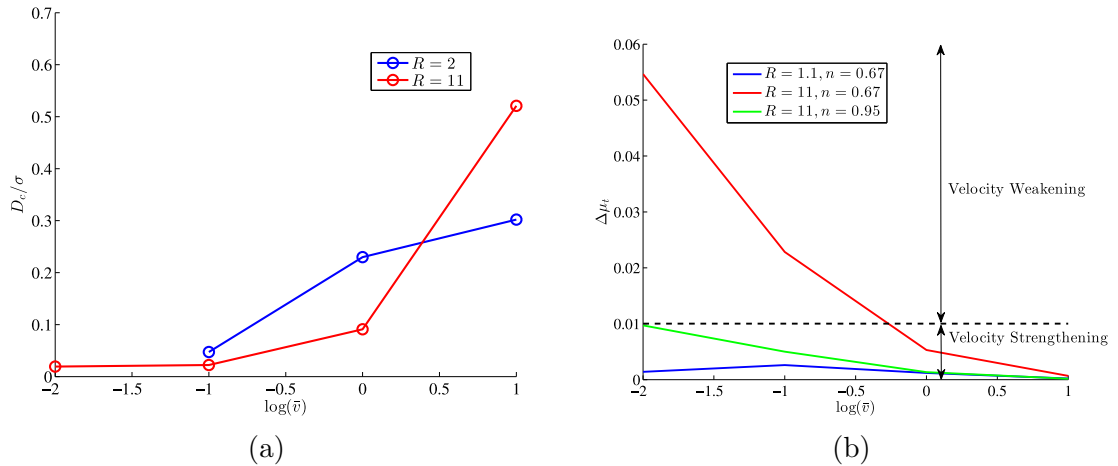 0.7
0.6
0.5
0.4
0.3
0.2
0.1
0
D_c/σ
−2
−1.5
−1
−0.5
0
0.5
1
log(v̄)
R = 2
R = 11
(a)
0.06
0.05
0.04
0.03
0.02
0.01
0
Δμ_t
−2
−1.5
−1
−0.5
0
0.5
1
log(v̄)
R = 1.1, n = 0.67
R = 11, n = 0.67
R = 11, n = 0.95
Velocity Weakening
Velocity Strengthening
(b)